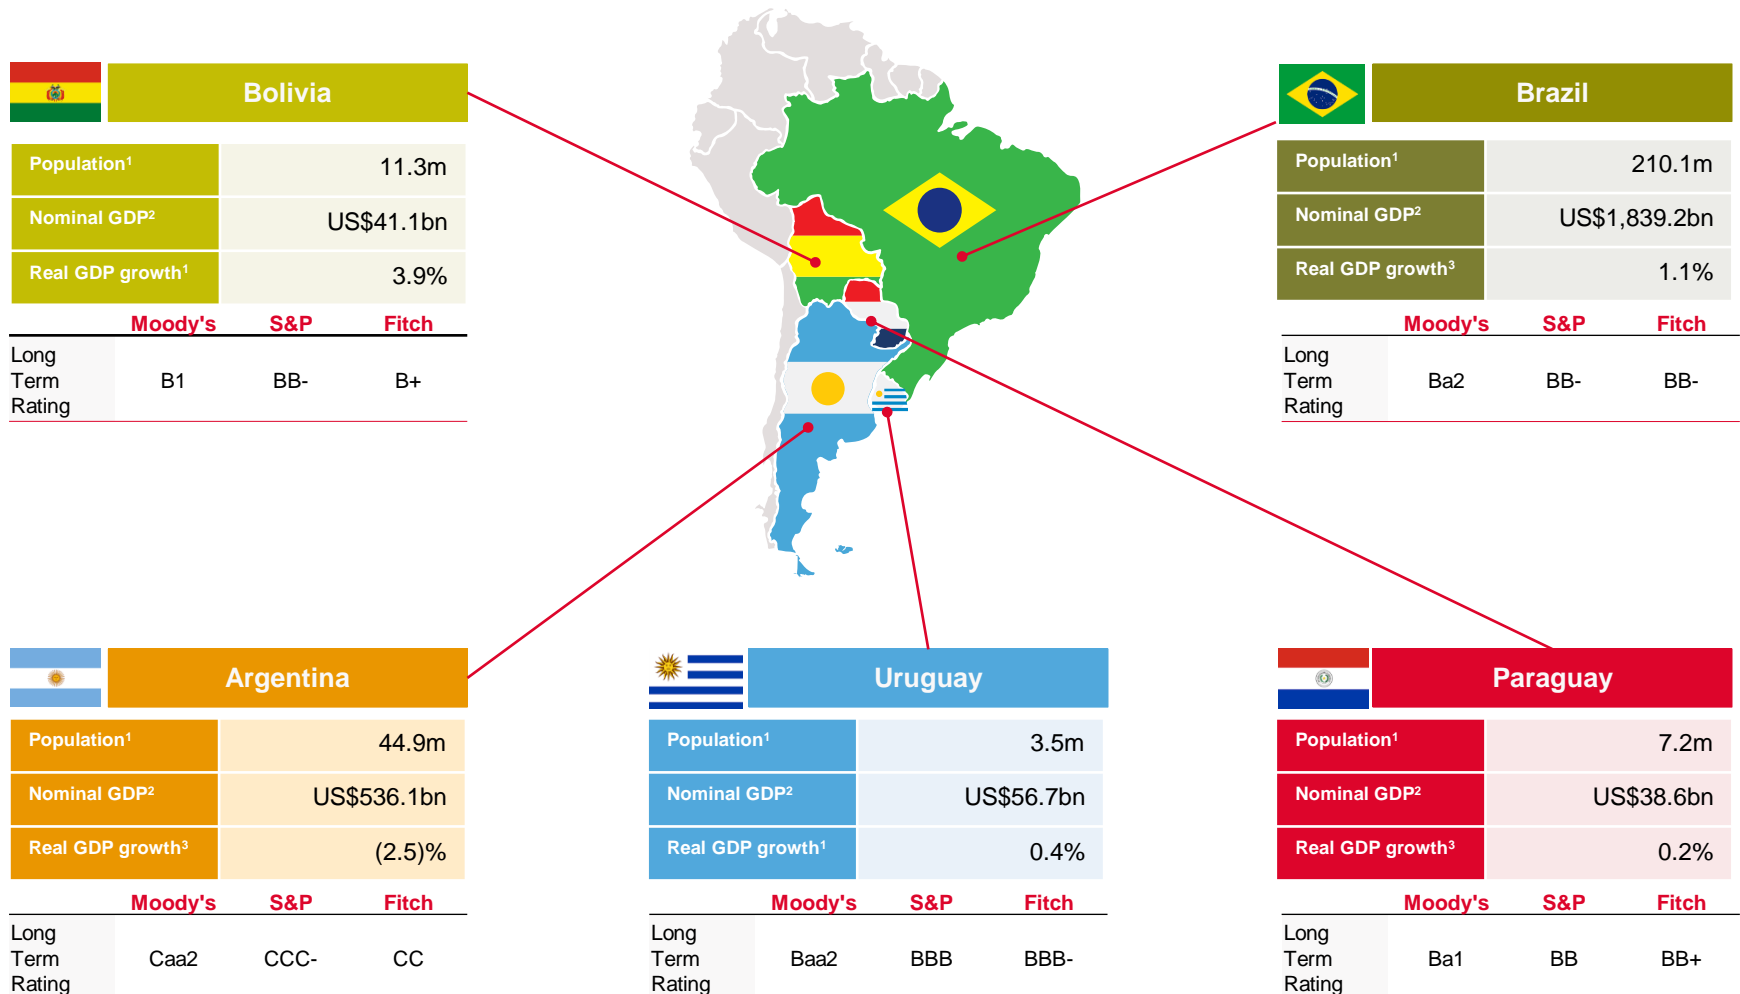 Bolivia
Population¹ 11.3m
Nominal GDP² US$41.1bn
Real GDP growth¹ 3.9%
Moody's S&P Fitch
Long
Term
Rating
B1 BB- B+
Brazil
Population¹ 210.1m
Nominal GDP² US$1,839.2bn
Real GDP growth³ 1.1%
Moody's S&P Fitch
Long
Term
Rating
Ba2 BB- BB-
Argentina
Population¹ 44.9m
Nominal GDP² US$536.1bn
Real GDP growth³ (2.5)%
Moody's S&P Fitch
Long
Term
Rating
Caa2 CCC- CC
Uruguay
Population¹ 3.5m
Nominal GDP² US$56.7bn
Real GDP growth¹ 0.4%
Moody's S&P Fitch
Long
Term
Rating
Baa2 BBB BBB-
Paraguay
Population¹ 7.2m
Nominal GDP² US$38.6bn
Real GDP growth³ 0.2%
Moody's S&P Fitch
Long
Term
Rating
Ba1 BB BB+